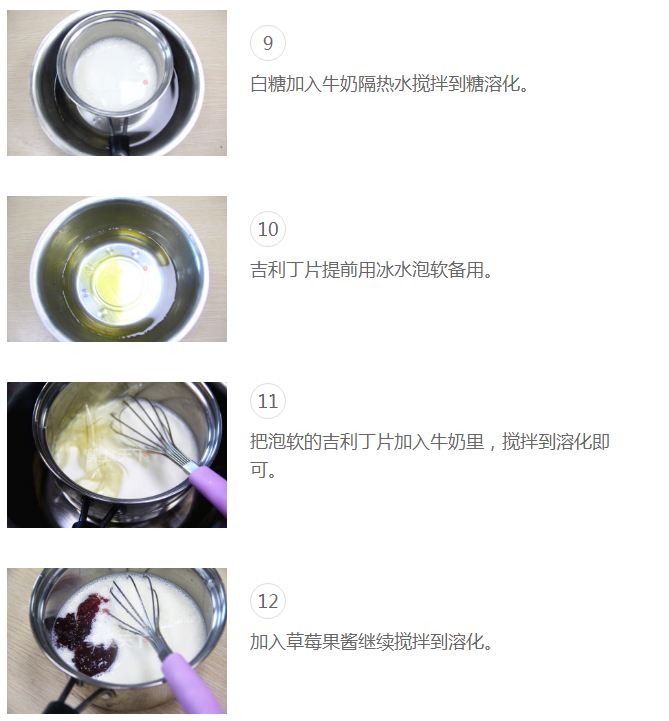 9
白糖加入牛奶隔热水搅拌到糖溶化。
10
吉利丁片提前用冰水泡软备用。
11
把泡软的吉利丁片加入牛奶里，搅拌到溶化即
可。
12
加入草莓果酱继续搅拌到溶化。